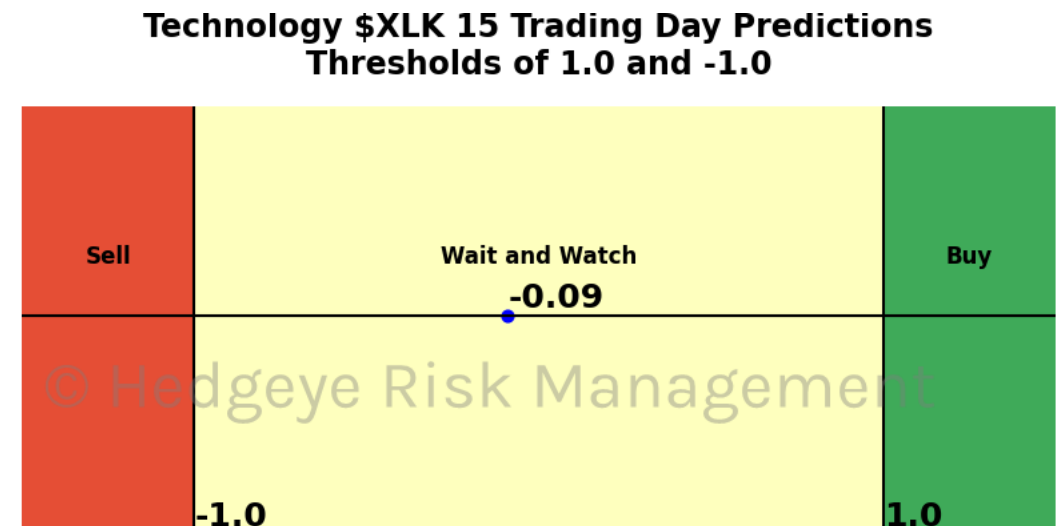 Technology $XLK 15 Trading Day Predictions
Thresholds of 1.0 and -1.0
Sell
Wait and Watch
Buy
-0.09
© Hedgeye Risk Management
-1.0
1.0